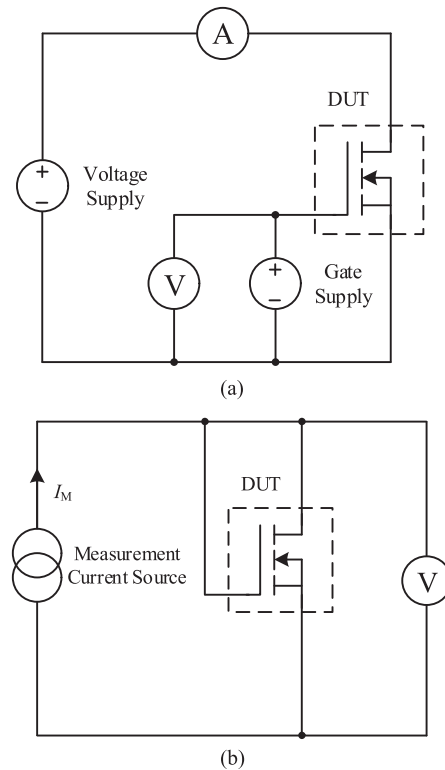 A
DUT
+
−
Voltage
Supply
V
+
−
Gate
Supply
(a)
I_M
DUT
Measurement
Current Source
V
(b)